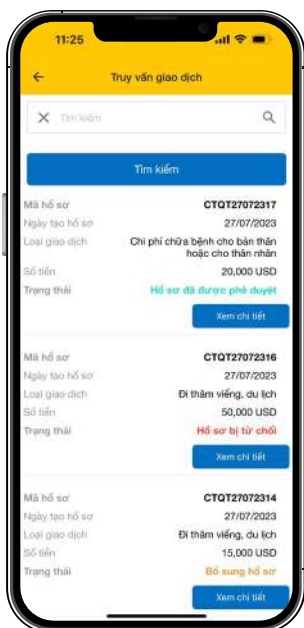 11:25
Truy vấn giao dịch
Tìm kiếm
Tìm kiếm
Mã hồ sơ CTQT27072317
Ngày tạo hồ sơ 27/07/2023
Loại giao dịch Chi phí chữa bệnh cho bản thân
hoặc cho thân nhân
Số tiền 20,000 USD
Trạng thái Hồ sơ đã được phê duyệt
Xem chi tiết
Mã hồ sơ CTQT27072316
Ngày tạo hồ sơ 27/07/2023
Loại giao dịch Đi thăm viếng, du lịch
Số tiền 50,000 USD
Trạng thái Hồ sơ bị từ chối
Xem chi tiết
Mã hồ sơ CTQT27072314
Ngày tạo hồ sơ 27/07/2023
Loại giao dịch Đi thăm viếng, du lịch
Số tiền 15,000 USD
Trạng thái Bổ sung hồ sơ
Xem chi tiết